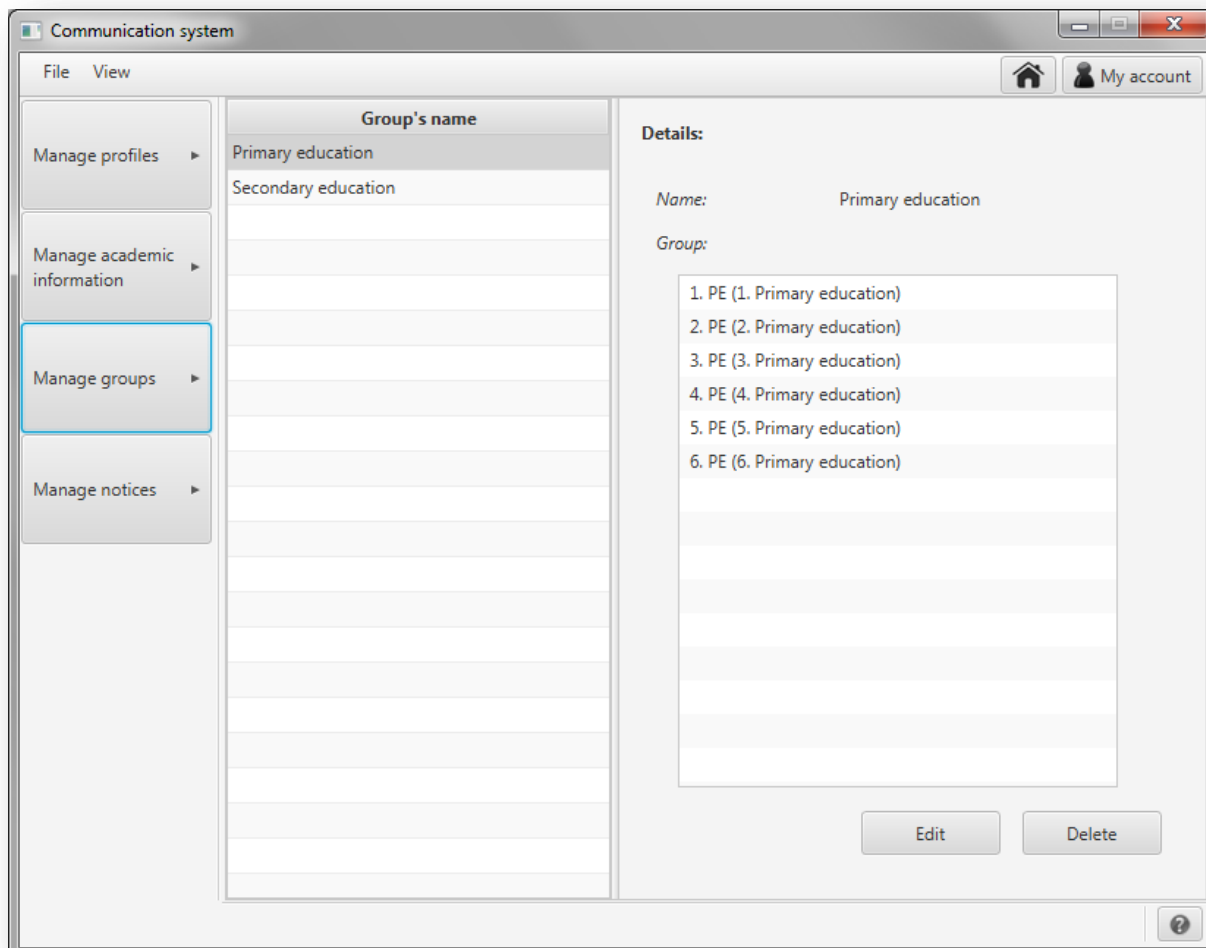 Communication system
File View
My account
Manage profiles
Manage academic
information
Manage groups
Manage notices
Group's name
Primary education
Secondary education
Details:
Name: Primary education
Group:
1. PE (1. Primary education)
2. PE (2. Primary education)
3. PE (3. Primary education)
4. PE (4. Primary education)
5. PE (5. Primary education)
6. PE (6. Primary education)
Edit Delete